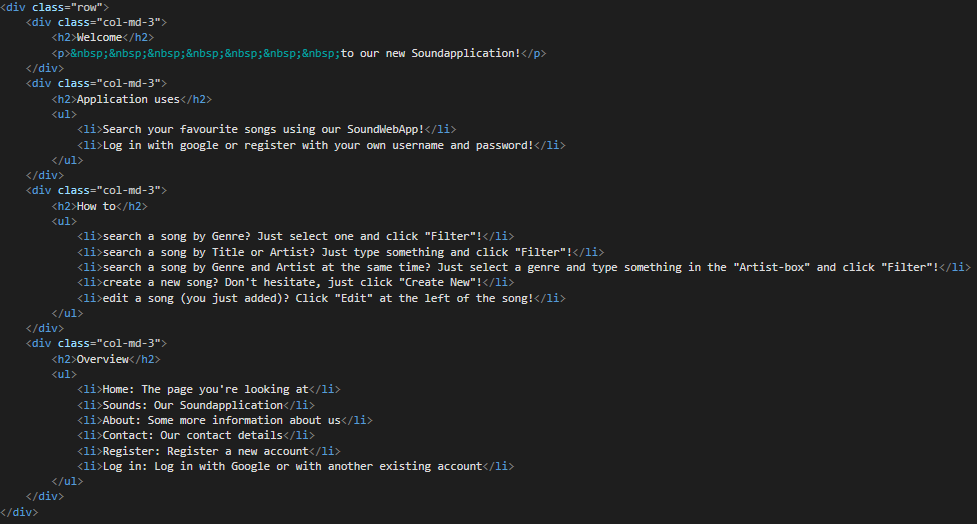 <div class="row">
    <div class="col-md-3">
        <h2>Welcome</h2>
        <p>&nbsp;&nbsp;&nbsp;&nbsp;&nbsp;&nbsp;&nbsp;to our new Soundapplication!</p>
    </div>
    <div class="col-md-3">
        <h2>Application uses</h2>
        <ul>
            <li>Search your favourite songs using our SoundWebApp!</li>
            <li>Log in with google or register with your own username and password!</li>
        </ul>
    </div>
    <div class="col-md-3">
        <h2>How to</h2>
        <ul>
            <li>search a song by Genre? Just select one and click "Filter"!</li>
            <li>search a song by Title or Artist? Just type something and click "Filter"!</li>
            <li>search a song by Genre and Artist at the same time? Just select a genre and type something in the "Artist-box" and click "Filter"!</li>
            <li>create a new song? Don't hesitate, just click "Create New"!</li>
            <li>edit a song (you just added)? Click "Edit" at the left of the song!</li>
        </ul>
    </div>
    <div class="col-md-3">
        <h2>Overview</h2>
        <ul>
            <li>Home: The page you're looking at</li>
            <li>Sounds: Our Soundapplication</li>
            <li>About: Some more information about us</li>
            <li>Contact: Our contact details</li>
            <li>Register: Register a new account</li>
            <li>Log in: Log in with Google or with another existing account</li>
        </ul>
    </div>
</div>